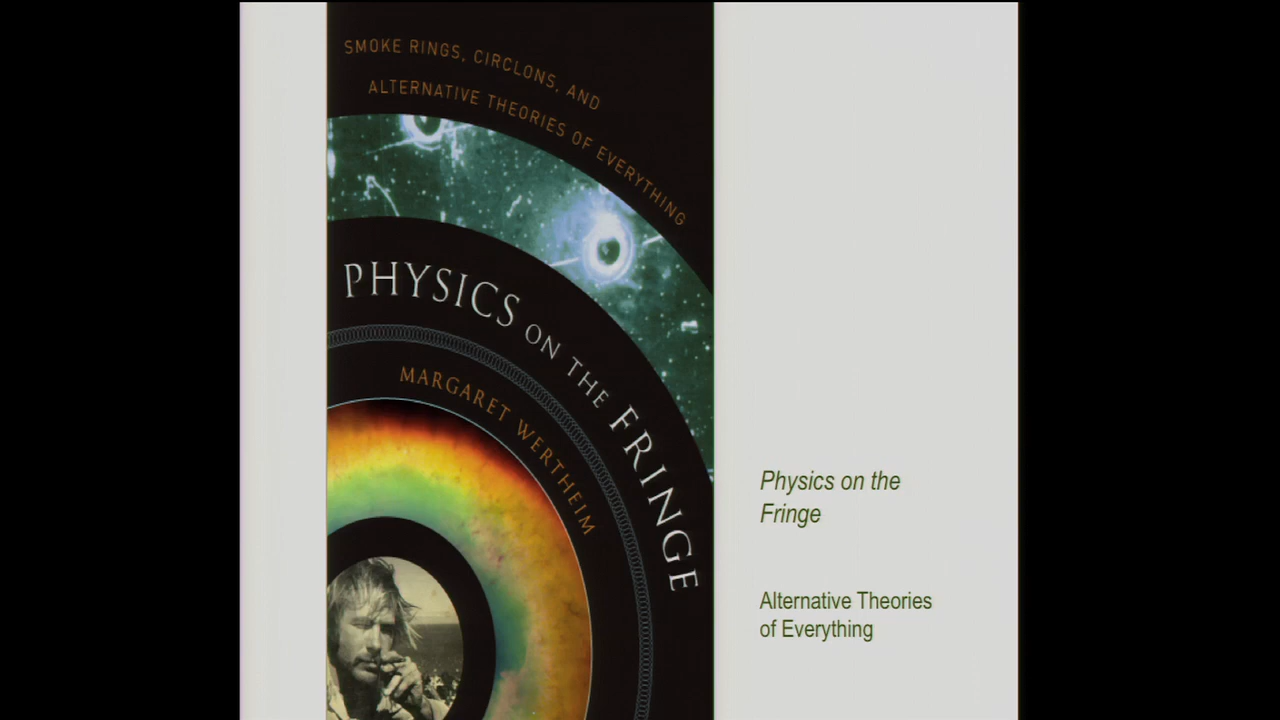 SMOKE RINGS, CIRCLONS, AND
ALTERNATIVE THEORIES OF EVERYTHING
PHYSICS ON THE FRINGE
MARGARET WERTHEIM
Physics on the
Fringe
Alternative Theories
of Everything